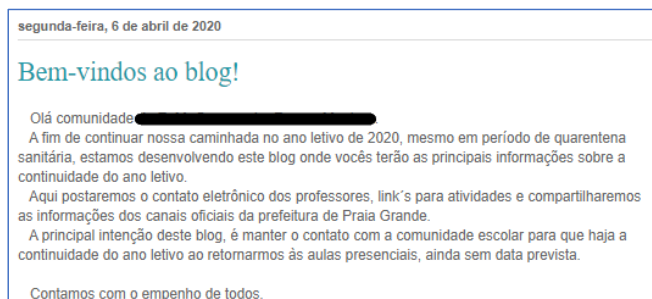 segunda-feira, 6 de abril de 2020
Bem-vindos ao blog!
Olá comunidade
A fim de continuar nossa caminhada no ano letivo de 2020, mesmo em período de quarentena
sanitária, estamos desenvolvendo este blog onde vocês terão as principais informações sobre a
continuidade do ano letivo.
Aqui postaremos o contato eletrônico dos professores, link´s para atividades e compartilharemos
as informações dos canais oficiais da prefeitura de Praia Grande.
A principal intenção deste blog, é manter o contato com a comunidade escolar para que haja a
continuidade do ano letivo ao retornarmos às aulas presenciais, ainda sem data prevista.
Contamos com o empenho de todos.